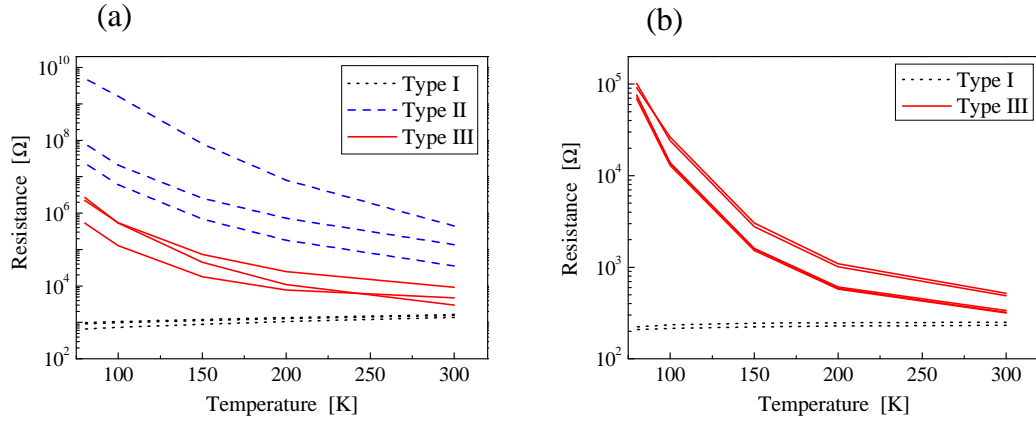 (a)
Resistance [Ω]
10^10
10^8
10^6
10^4
10^2
100
150
200
250
300
Temperature [K]
Type I
Type II
Type III
(b)
Resistance [Ω]
10^5
10^4
10^3
10^2
100
150
200
250
300
Temperature [K]
Type I
Type III